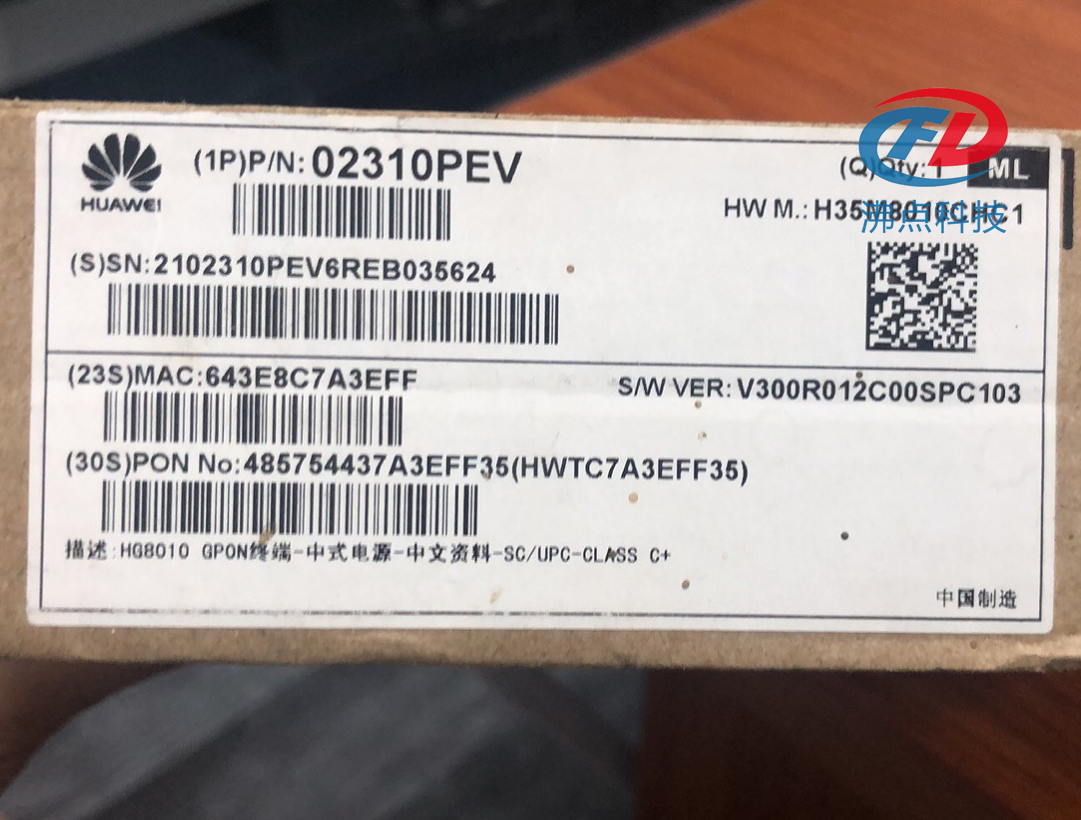 HUAWEI
(1P)P/N: 02310PEV
(Q)Qty: 1 ML
HW M.: H35M8010CHC1
沸点科技
(S)SN:2102310PEV6REB035624
(23S)MAC:643E8C7A3EFF
S/W VER: V300R012C00SPC103
(30S)PON No:485754437A3EFF35(HWTC7A3EFF35)
描述:HG8010 GPON终端-中式电源-中文资料-SC/UPC-CLASS C+
中国制造